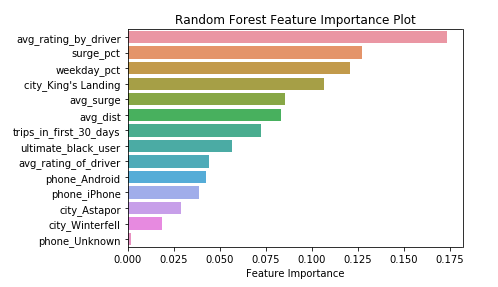 Random Forest Feature Importance Plot
avg_rating_by_driver
surge_pct
weekday_pct
city_King's Landing
avg_surge
avg_dist
trips_in_first_30_days
ultimate_black_user
avg_rating_of_driver
phone_Android
phone_iPhone
city_Astapor
city_Winterfell
phone_Unknown
0.000 0.025 0.050 0.075 0.100 0.125 0.150 0.175
Feature Importance